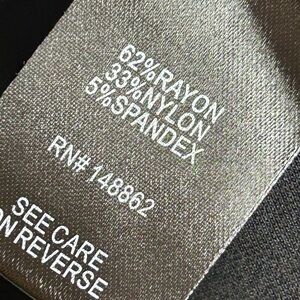 62%RAYON
33%NYLON
5%SPANDEX
RN# 148862
SEE CARE
ON REVERSE